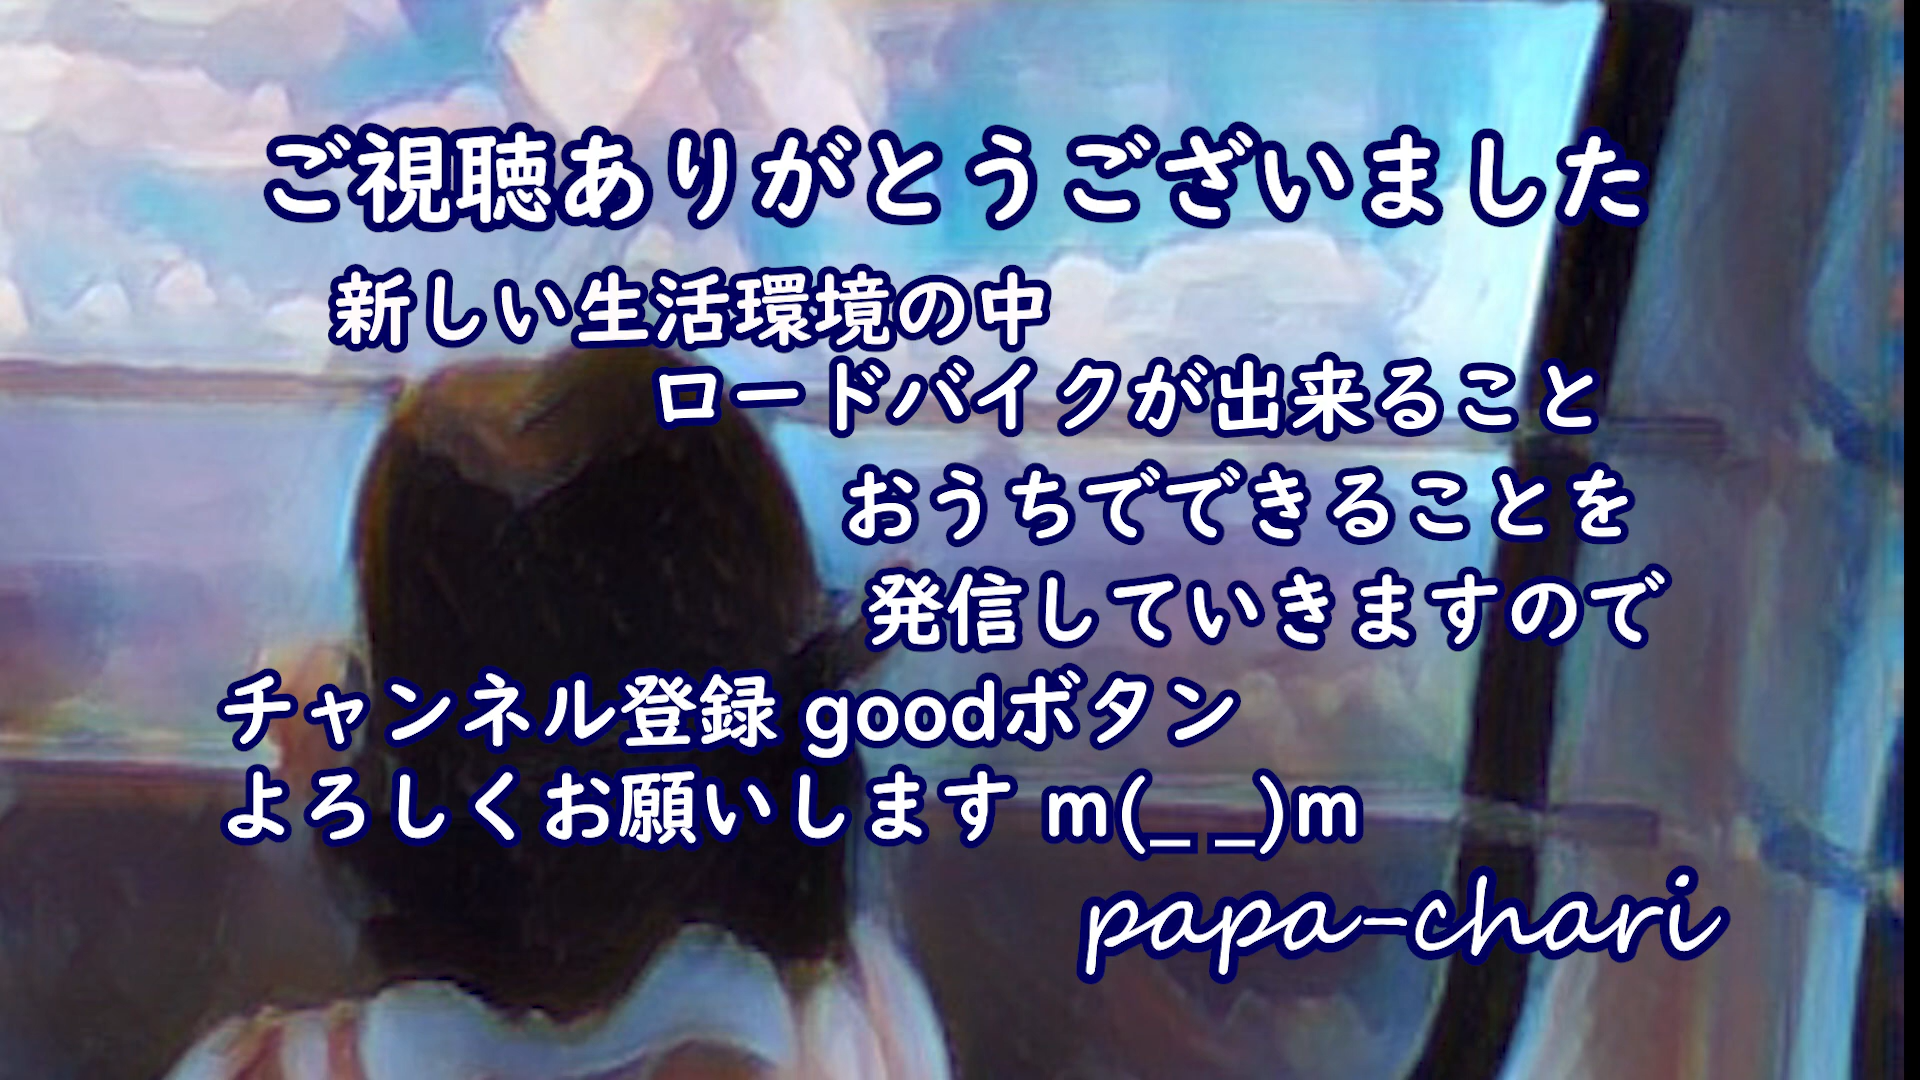 ご視聴ありがとうございました
新しい生活環境の中
ロードバイクが出来ること
おうちでできることを
発信していきますので
チャンネル登録 goodボタン
よろしくお願いします m(_ _)m
papa-chari